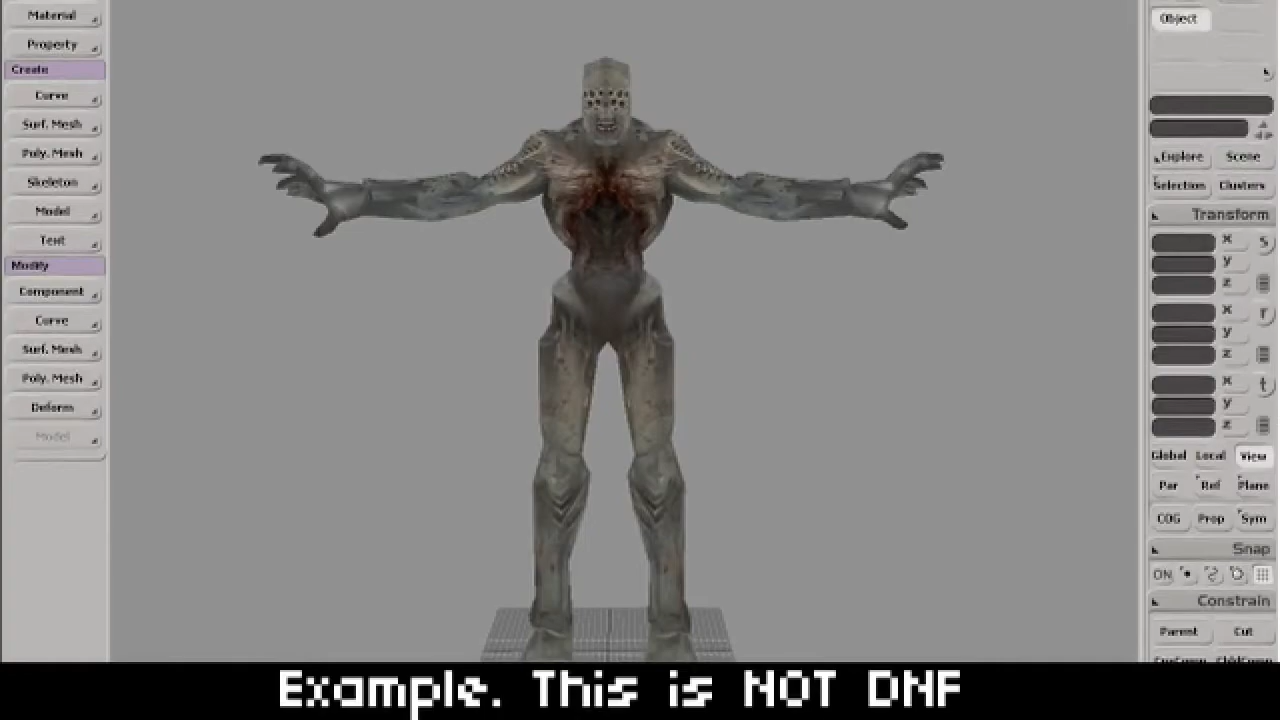 Material
Property
Create
Curve
Surf. Mesh
Poly. Mesh
Skeleton
Model
Text
Modify
Component
Curve
Surf. Mesh
Poly. Mesh
Deform
Model
Object
Explore Scene
Selection Clusters
Transform
x s
y
z
x r
y
z
x t
y
z
Global Local View
Par Ref Plane
COG Prop Sym
Snap
ON
Constrain
Parent Cut
CnsComp ChldComp
Example. This is NOT DNF